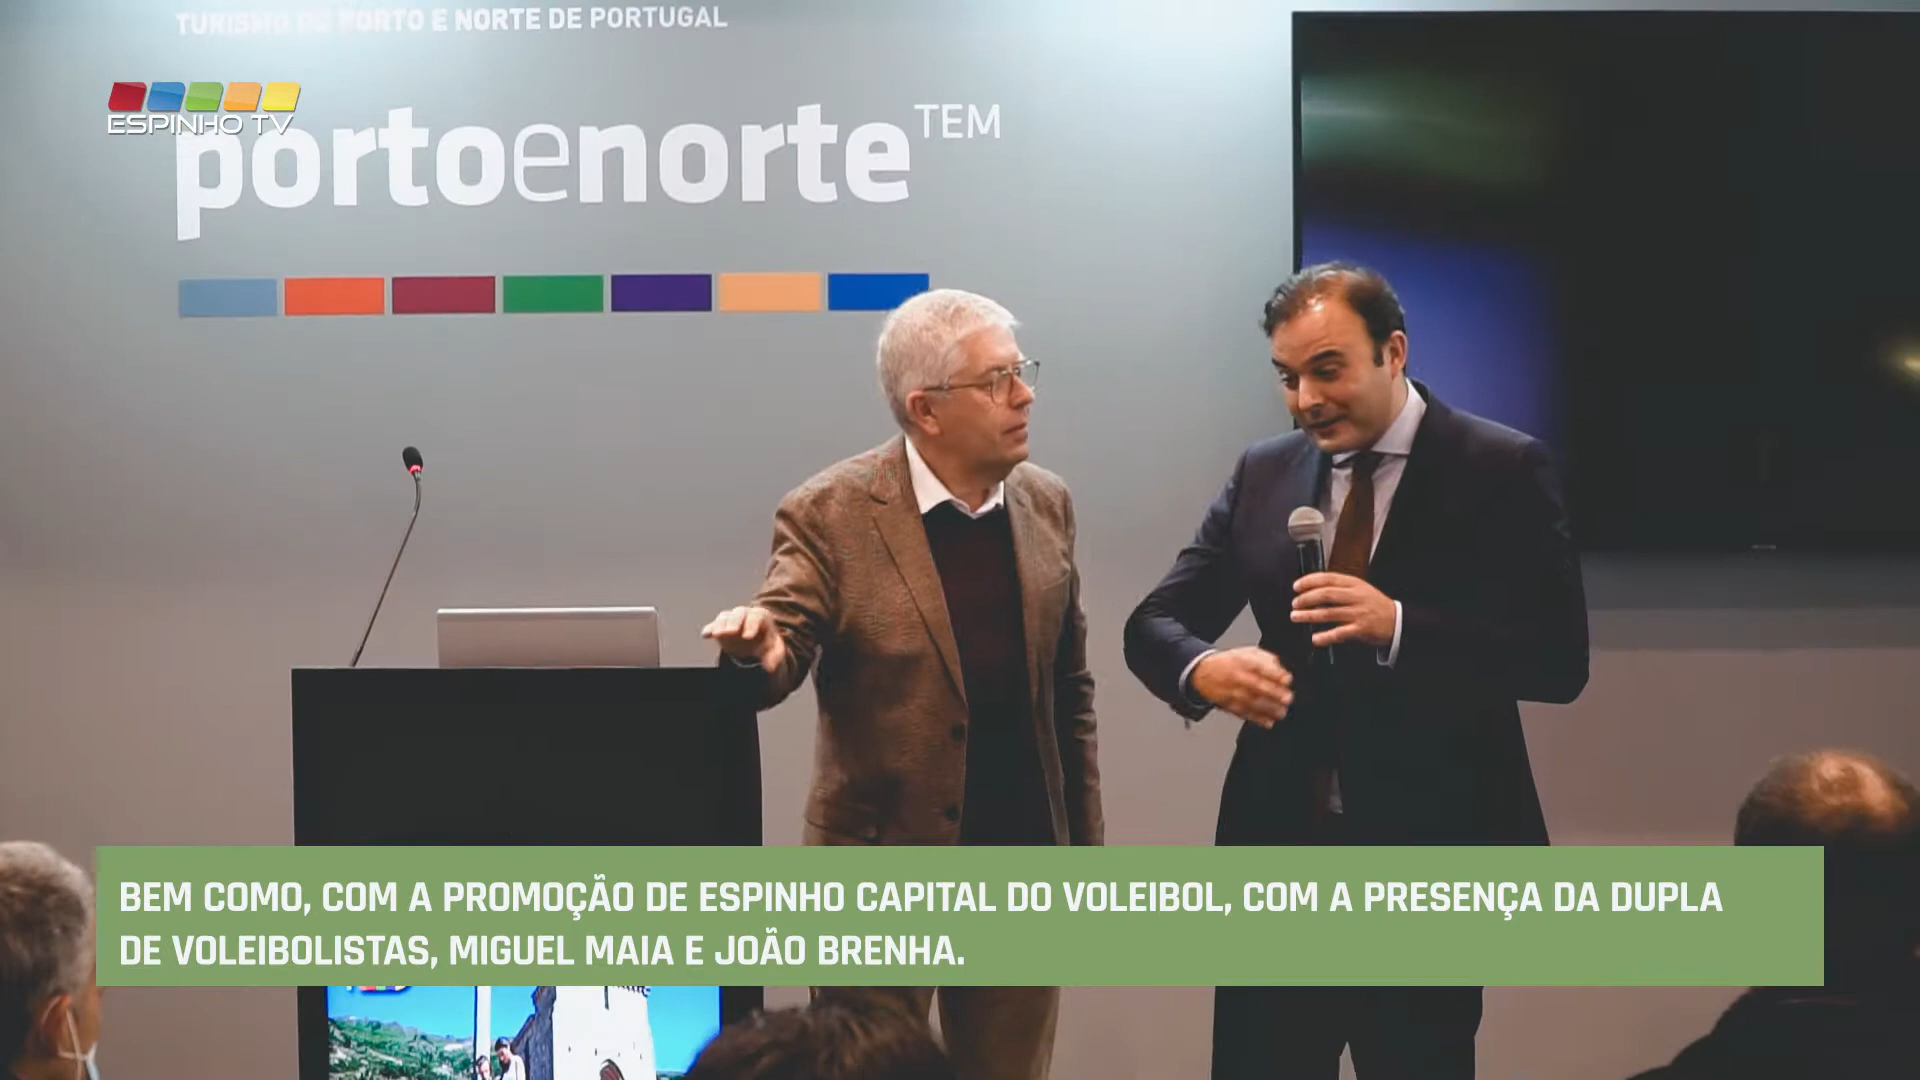 TURISMO DE PORTO E NORTE DE PORTUGAL
ESPINHO TV
portoenorte TEM
BEM COMO, COM A PROMOÇÃO DE ESPINHO CAPITAL DO VOLEIBOL, COM A PRESENÇA DA DUPLA
DE VOLEIBOLISTAS, MIGUEL MAIA E JOÃO BRENHA.